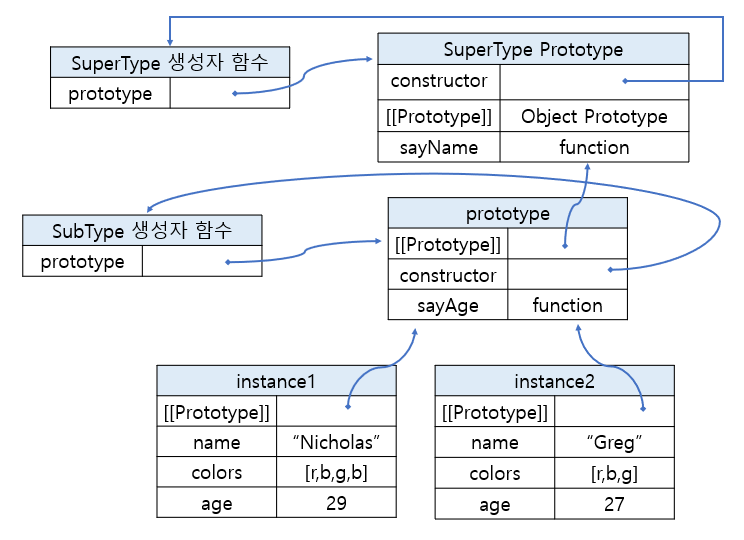 SuperType 생성자 함수
prototype
SuperType Prototype
constructor
[[Prototype]] Object Prototype
sayName function
SubType 생성자 함수
prototype
prototype
[[Prototype]]
constructor
sayAge function
instance1
[[Prototype]]
name “Nicholas”
colors [r,b,g,b]
age 29
instance2
[[Prototype]]
name “Greg”
colors [r,b,g]
age 27